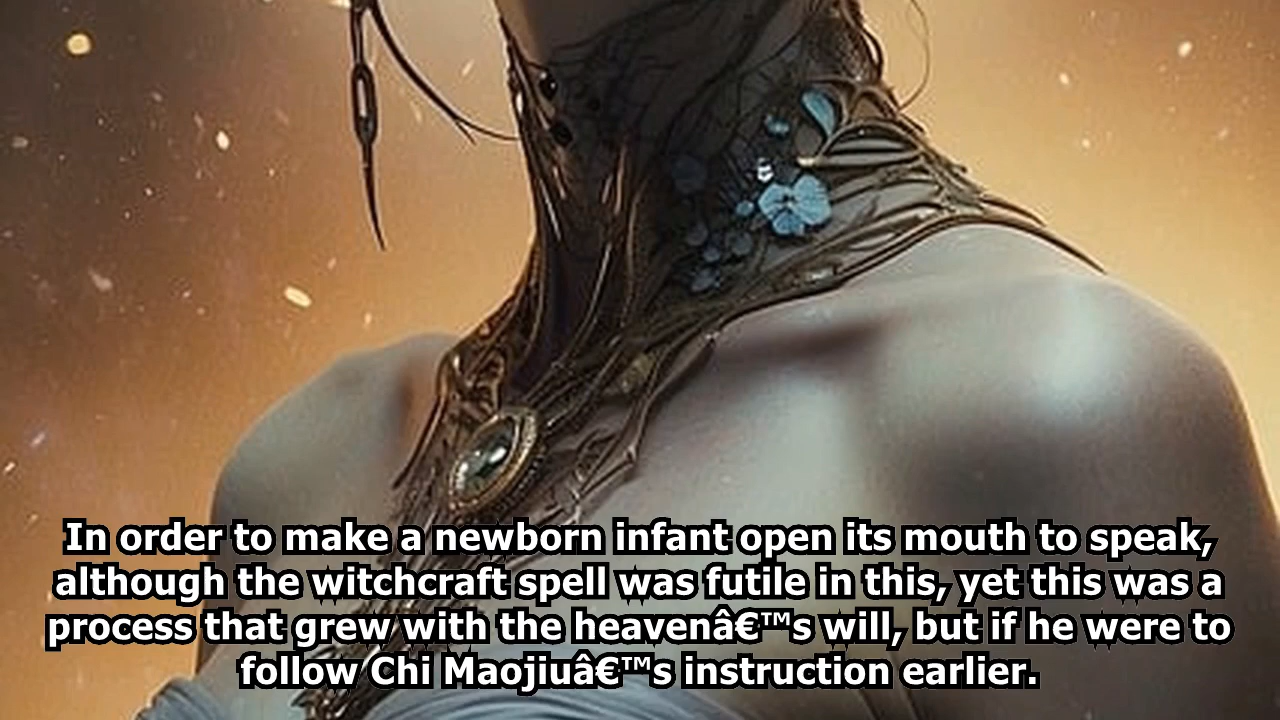 In order to make a newborn infant open its mouth to speak,
although the witchcraft spell was futile in this, yet this was a
process that grew with the heavenâ€™s will, but if he were to
follow Chi Maojiuâ€™s instruction earlier.